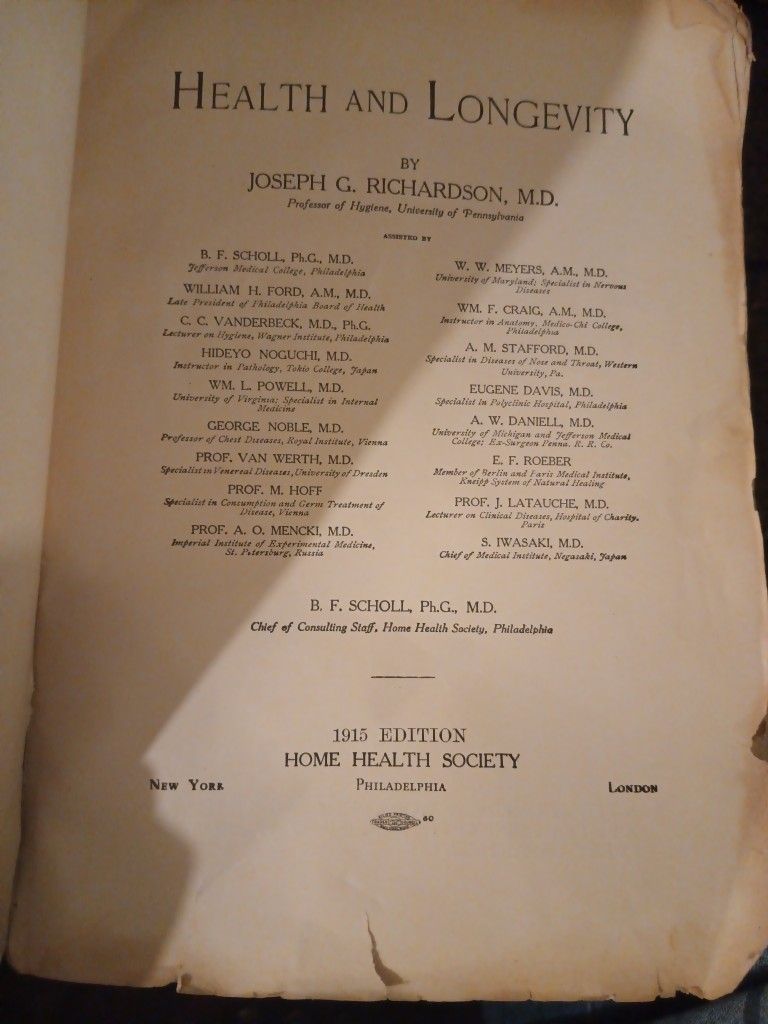 HEALTH AND LONGEVITY
BY
JOSEPH G. RICHARDSON, M.D.
Professor of Hygiene, University of Pennsylvania
ASSISTED BY
B. F. SCHOLL, Ph.G., M.D.
Jefferson Medical College, Philadelphia
WILLIAM H. FORD, A.M., M.D.
Late President of Philadelphia Board of Health
C. C. VANDERBECK, M.D., Ph.G.
Lecturer on Hygiene, Wagner Institute, Philadelphia
HIDEYO NOGUCHI, M.D.
Instructor in Pathology, Tokio College, Japan
WM. L. POWELL, M.D.
University of Virginia; Specialist in Internal
Medicine
GEORGE NOBLE, M.D.
Professor of Chest Diseases, Royal Institute, Vienna
PROF. VAN WERTH, M.D.
Specialist in Venereal Diseases, University of Dresden
PROF. M. HOFF
Specialist in Consumption and Germ Treatment of
Disease, Vienna
PROF. A. O. MENCKI, M.D.
Imperial Institute of Experimental Medicine,
St. Petersburg, Russia
W. W. MEYERS, A.M., M.D.
University of Maryland; Specialist in Nervous
Diseases
WM. F. CRAIG, A.M., M.D.
Instructor in Anatomy, Medico-Chi College,
Philadelphia
A. M. STAFFORD, M.D.
Specialist in Diseases of Nose and Throat, Western
University, Pa.
EUGENE DAVIS, M.D.
Specialist in Polyclinic Hospital, Philadelphia
A. W. DANIELL, M.D.
University of Michigan and Jefferson Medical
College; Ex-Surgeon Penna. R. R. Co.
E. F. ROEBER
Member of Berlin and Paris Medical Institute,
Kneipp System of Natural Healing
PROF. J. LATAUCHE, M.D.
Lecturer on Clinical Diseases, Hospital of Charity,
Paris
S. IWASAKI, M.D.
Chief of Medical Institute, Negasaki, Japan
B. F. SCHOLL, Ph.G., M.D.
Chief of Consulting Staff, Home Health Society, Philadelphia
1915 EDITION
HOME HEALTH SOCIETY
NEW YORK PHILADELPHIA LONDON
60